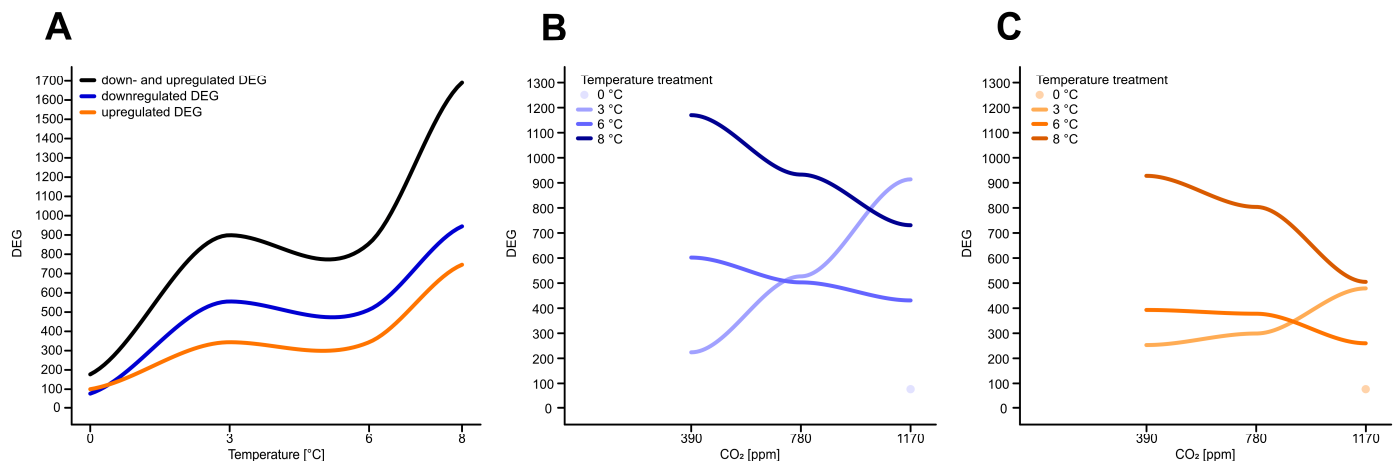 A
1700
1600
1500
1400
1300
1200
1100
1000
900
800
700
600
500
400
300
200
100
0
DEG
down- and upregulated DEG
downregulated DEG
upregulated DEG
0 3 6 8
Temperature [°C]
B
1300
1200
1100
1000
900
800
700
600
500
400
300
200
100
0
DEG
Temperature treatment
0 °C
3 °C
6 °C
8 °C
390 780 1170
CO₂ [ppm]
C
1300
1200
1100
1000
900
800
700
600
500
400
300
200
100
0
DEG
Temperature treatment
0 °C
3 °C
6 °C
8 °C
390 780 1170
CO₂ [ppm]